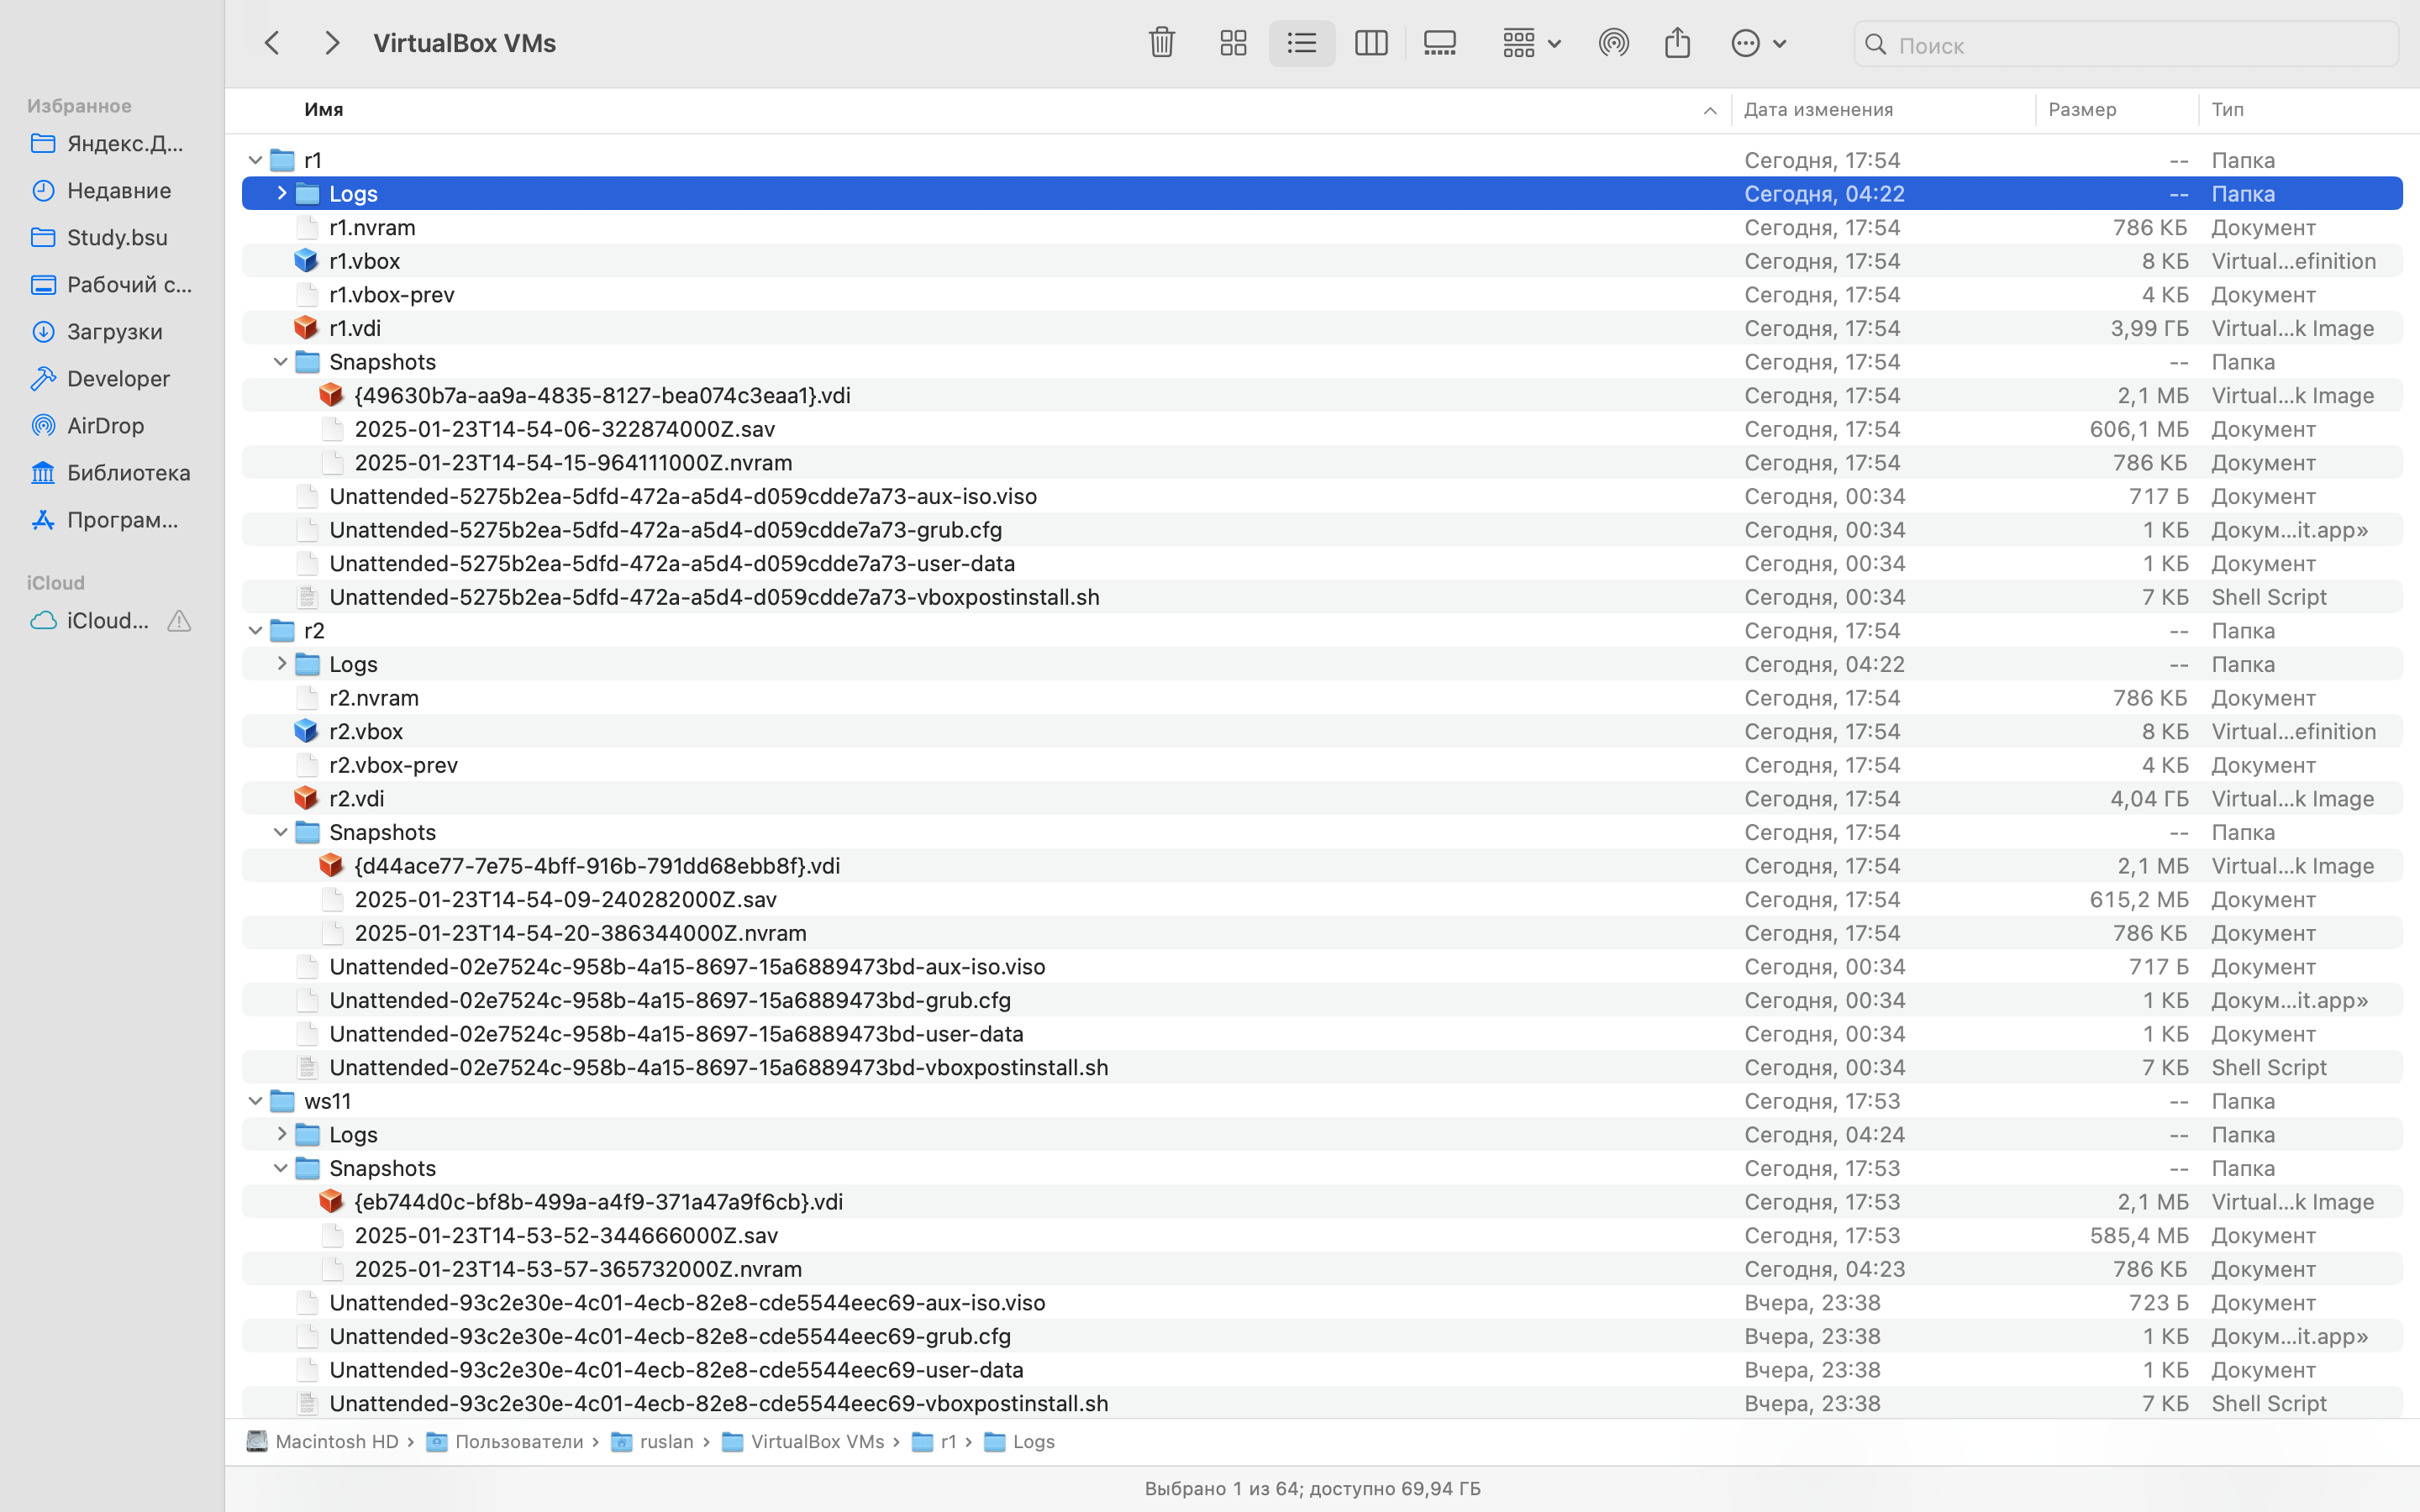 VirtualBox VMs
Поиск
Избранное
Яндекс.Д...
Недавние
Study.bsu
Рабочий с...
Загрузки
Developer
AirDrop
Библиотека
Програм...
iCloud
iCloud...
Имя Дата изменения Размер Тип
r1 Сегодня, 17:54 -- Папка
Logs Сегодня, 04:22 -- Папка
r1.nvram Сегодня, 17:54 786 КБ Документ
r1.vbox Сегодня, 17:54 8 КБ Virtual...efinition
r1.vbox-prev Сегодня, 17:54 4 КБ Документ
r1.vdi Сегодня, 17:54 3,99 ГБ Virtual...k Image
Snapshots Сегодня, 17:54 -- Папка
{49630b7a-aa9a-4835-8127-bea074c3eaa1}.vdi Сегодня, 17:54 2,1 МБ Virtual...k Image
2025-01-23T14-54-06-322874000Z.sav Сегодня, 17:54 606,1 МБ Документ
2025-01-23T14-54-15-964111000Z.nvram Сегодня, 17:54 786 КБ Документ
Unattended-5275b2ea-5dfd-472a-a5d4-d059cdde7a73-aux-iso.viso Сегодня, 00:34 717 Б Документ
Unattended-5275b2ea-5dfd-472a-a5d4-d059cdde7a73-grub.cfg Сегодня, 00:34 1 КБ Докум...it.app»
Unattended-5275b2ea-5dfd-472a-a5d4-d059cdde7a73-user-data Сегодня, 00:34 1 КБ Документ
Unattended-5275b2ea-5dfd-472a-a5d4-d059cdde7a73-vboxpostinstall.sh Сегодня, 00:34 7 КБ Shell Script
r2 Сегодня, 17:54 -- Папка
Logs Сегодня, 04:22 -- Папка
r2.nvram Сегодня, 17:54 786 КБ Документ
r2.vbox Сегодня, 17:54 8 КБ Virtual...efinition
r2.vbox-prev Сегодня, 17:54 4 КБ Документ
r2.vdi Сегодня, 17:54 4,04 ГБ Virtual...k Image
Snapshots Сегодня, 17:54 -- Папка
{d44ace77-7e75-4bff-916b-791dd68ebb8f}.vdi Сегодня, 17:54 2,1 МБ Virtual...k Image
2025-01-23T14-54-09-240282000Z.sav Сегодня, 17:54 615,2 МБ Документ
2025-01-23T14-54-20-386344000Z.nvram Сегодня, 17:54 786 КБ Документ
Unattended-02e7524c-958b-4a15-8697-15a6889473bd-aux-iso.viso Сегодня, 00:34 717 Б Документ
Unattended-02e7524c-958b-4a15-8697-15a6889473bd-grub.cfg Сегодня, 00:34 1 КБ Докум...it.app»
Unattended-02e7524c-958b-4a15-8697-15a6889473bd-user-data Сегодня, 00:34 1 КБ Документ
Unattended-02e7524c-958b-4a15-8697-15a6889473bd-vboxpostinstall.sh Сегодня, 00:34 7 КБ Shell Script
ws11 Сегодня, 17:53 -- Папка
Logs Сегодня, 04:24 -- Папка
Snapshots Сегодня, 17:53 -- Папка
{eb744d0c-bf8b-499a-a4f9-371a47a9f6cb}.vdi Сегодня, 17:53 2,1 МБ Virtual...k Image
2025-01-23T14-53-52-344666000Z.sav Сегодня, 17:53 585,4 МБ Документ
2025-01-23T14-53-57-365732000Z.nvram Сегодня, 04:23 786 КБ Документ
Unattended-93c2e30e-4c01-4ecb-82e8-cde5544eec69-aux-iso.viso Вчера, 23:38 723 Б Документ
Unattended-93c2e30e-4c01-4ecb-82e8-cde5544eec69-grub.cfg Вчера, 23:38 1 КБ Докум...it.app»
Unattended-93c2e30e-4c01-4ecb-82e8-cde5544eec69-user-data Вчера, 23:38 1 КБ Документ
Unattended-93c2e30e-4c01-4ecb-82e8-cde5544eec69-vboxpostinstall.sh Вчера, 23:38 7 КБ Shell Script
Macintosh HD › Пользователи › ruslan › VirtualBox VMs › r1 › Logs
Выбрано 1 из 64; доступно 69,94 ГБ